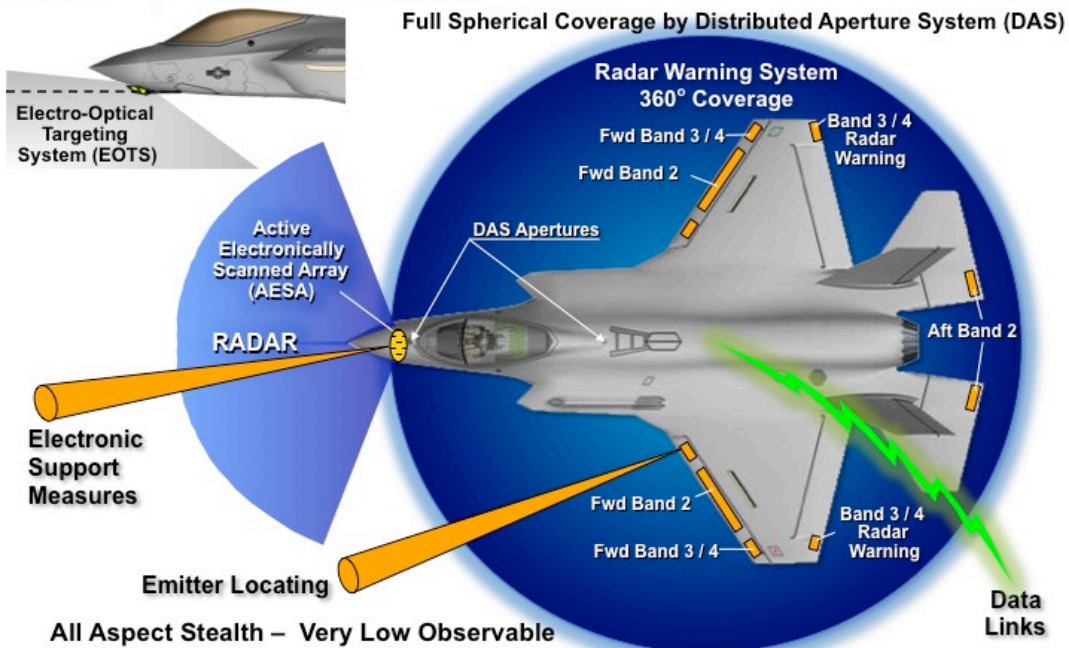 Full Spherical Coverage by Distributed Aperture System (DAS)
Electro-Optical
Targeting
System (EOTS)
Radar Warning System
360° Coverage
Fwd Band 3 / 4
Band 3 / 4
Radar
Warning
Fwd Band 2
Active
Electronically
Scanned Array
(AESA)
DAS Apertures
RADAR
Aft Band 2
Electronic
Support
Measures
Fwd Band 2
Fwd Band 3 / 4
Band 3 / 4
Radar
Warning
Emitter Locating
Data
Links
All Aspect Stealth – Very Low Observable